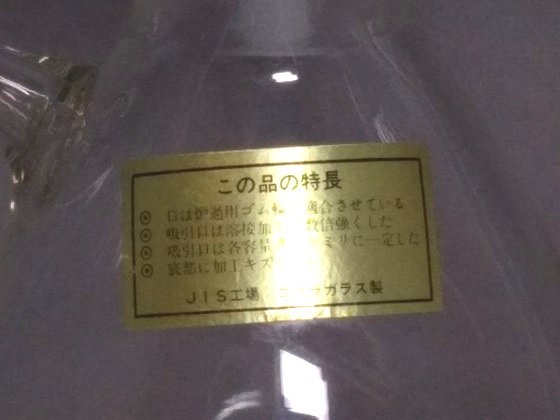 この品の特長
◉ 口は炉過用ゴム 適合させている
◉ 吸引口は溶接加 数倍強くした
◉ 吸引口は各容量 ミリに一定した
◉ 底部に加工キズ
JIS工場 ガラス製